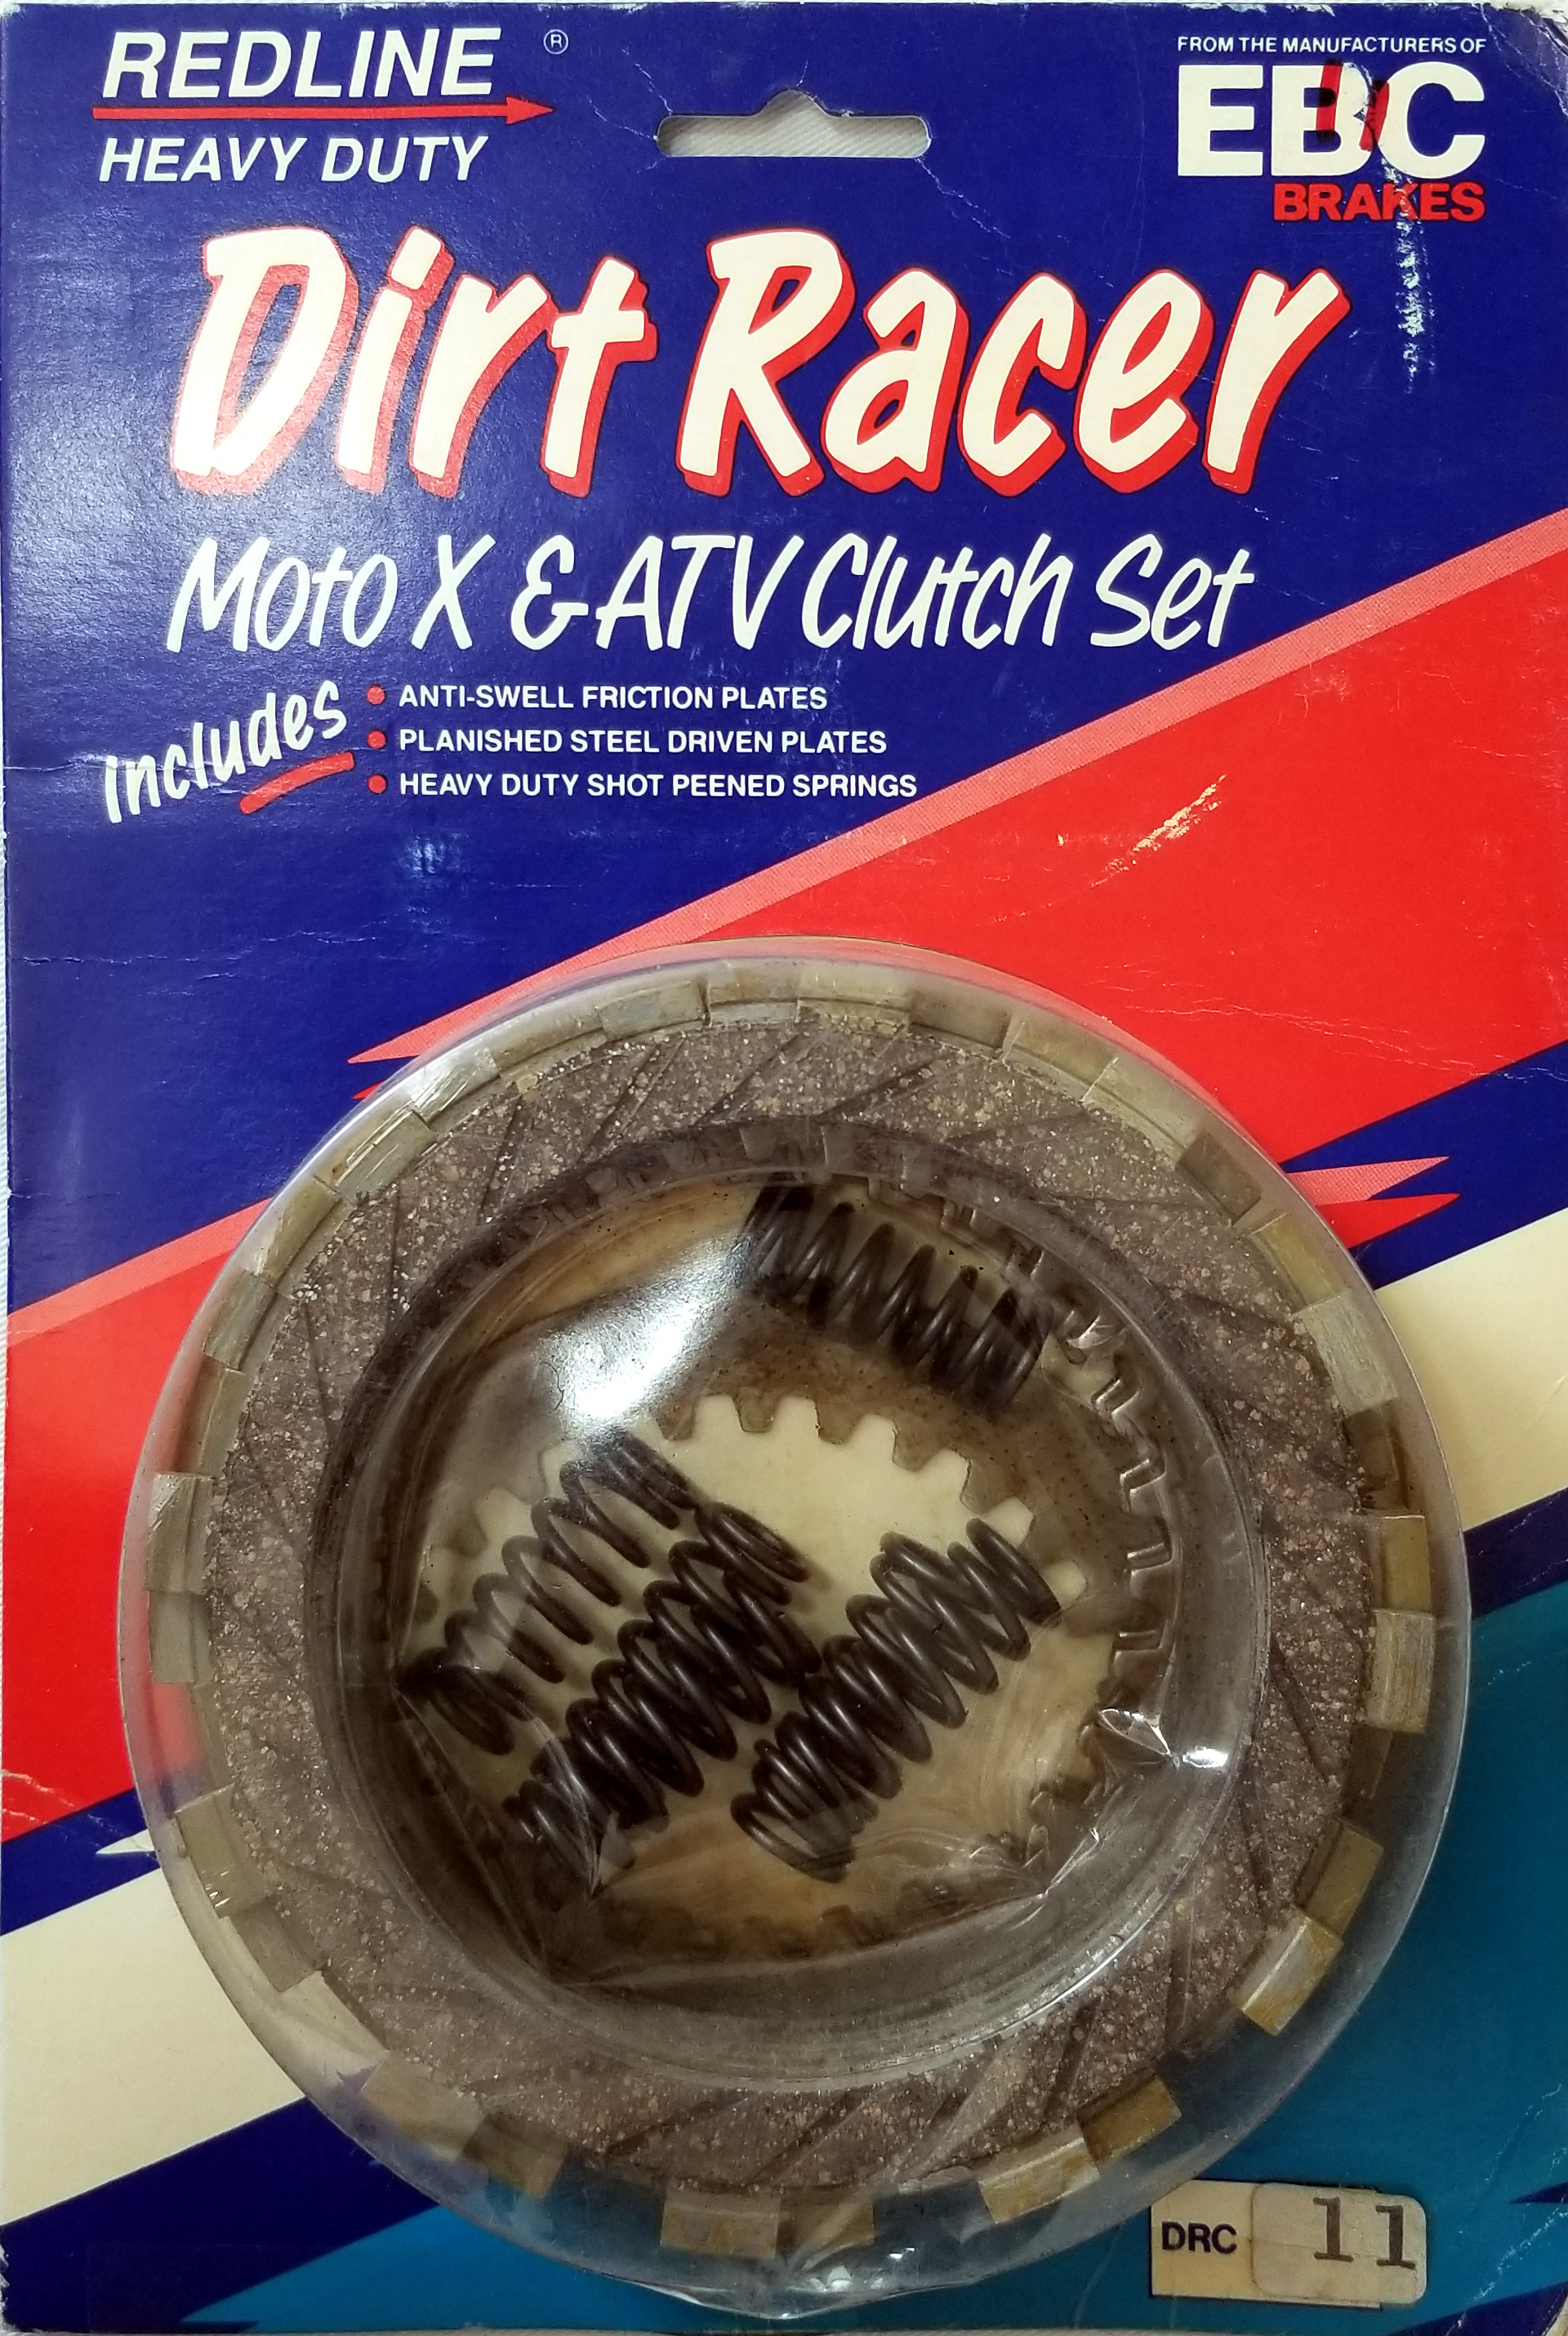 REDLINE ®
HEAVY DUTY
FROM THE MANUFACTURERS OF
EBC
BRAKES
Dirt Racer
Moto X & ATV Clutch Set
includes
• ANTI-SWELL FRICTION PLATES
• PLANISHED STEEL DRIVEN PLATES
• HEAVY DUTY SHOT PEENED SPRINGS
DRC 11